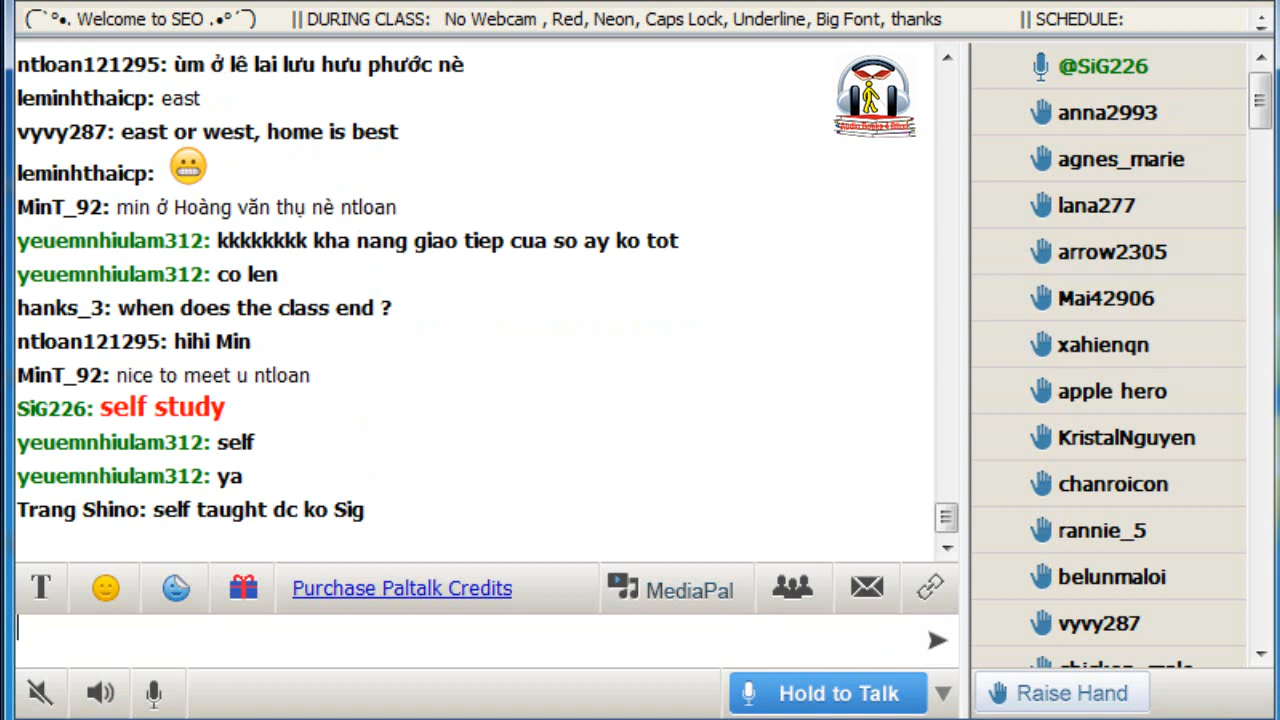 (¯`°•. Welcome to SEO .•°´¯) || DURING CLASS: No Webcam , Red, Neon, Caps Lock, Underline, Big Font, thanks || SCHEDULE:
ntloan121295: ùm ở lê lai lưu hưu phước nè
leminhthaicp: east
vyvy287: east or west, home is best
leminhthaicp:
MinT_92: min ở Hoàng văn thụ nè ntloan
yeuemnhiulam312: kkkkkkkk kha nang giao tiep cua so ay ko tot
yeuemnhiulam312: co len
hanks_3: when does the class end ?
ntloan121295: hihi Min
MinT_92: nice to meet u ntloan
SiG226: self study
yeuemnhiulam312: self
yeuemnhiulam312: ya
Trang Shino: self taught dc ko Sig
T Purchase Paltalk Credits MediaPal
Hold to Talk
@SiG226
anna2993
agnes_marie
lana277
arrow2305
Mai42906
xahienqn
apple hero
KristalNguyen
chanroicon
rannie_5
belunmaloi
vyvy287
Raise Hand